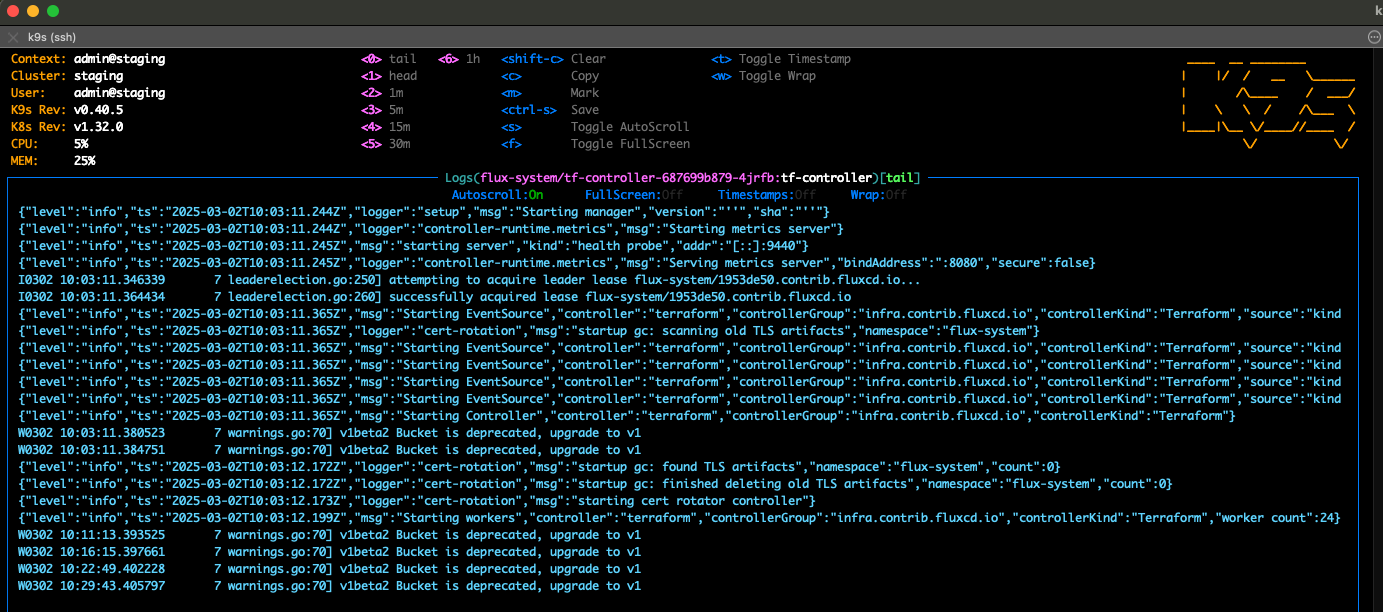 k
k9s (ssh)
Context: admin@staging <0> tail <6> 1h <shift-c> Clear <t> Toggle Timestamp
Cluster: staging <1> head <c> Copy <w> Toggle Wrap
User: admin@staging <2> 1m <m> Mark
K9s Rev: v0.40.5 <3> 5m <ctrl-s> Save
K8s Rev: v1.32.0 <4> 15m <s> Toggle AutoScroll
CPU: 5% <5> 30m <f> Toggle FullScreen
MEM: 25%
Logs(flux-system/tf-controller-687699b879-4jrfb:tf-controller)[tail]
Autoscroll:On FullScreen:Off Timestamps:Off Wrap:Off
{"level":"info","ts":"2025-03-02T10:03:11.244Z","logger":"setup","msg":"Starting manager","version":"''","sha":"''"}
{"level":"info","ts":"2025-03-02T10:03:11.244Z","logger":"controller-runtime.metrics","msg":"Starting metrics server"}
{"level":"info","ts":"2025-03-02T10:03:11.245Z","msg":"starting server","kind":"health probe","addr":"[::]:9440"}
{"level":"info","ts":"2025-03-02T10:03:11.245Z","logger":"controller-runtime.metrics","msg":"Serving metrics server","bindAddress":":8080","secure":false}
I0302 10:03:11.346339 7 leaderelection.go:250] attempting to acquire leader lease flux-system/1953de50.contrib.fluxcd.io...
I0302 10:03:11.364434 7 leaderelection.go:260] successfully acquired lease flux-system/1953de50.contrib.fluxcd.io
{"level":"info","ts":"2025-03-02T10:03:11.365Z","msg":"Starting EventSource","controller":"terraform","controllerGroup":"infra.contrib.fluxcd.io","controllerKind":"Terraform","source":"kind
{"level":"info","ts":"2025-03-02T10:03:11.365Z","logger":"cert-rotation","msg":"startup gc: scanning old TLS artifacts","namespace":"flux-system"}
{"level":"info","ts":"2025-03-02T10:03:11.365Z","msg":"Starting EventSource","controller":"terraform","controllerGroup":"infra.contrib.fluxcd.io","controllerKind":"Terraform","source":"kind
{"level":"info","ts":"2025-03-02T10:03:11.365Z","msg":"Starting EventSource","controller":"terraform","controllerGroup":"infra.contrib.fluxcd.io","controllerKind":"Terraform","source":"kind
{"level":"info","ts":"2025-03-02T10:03:11.365Z","msg":"Starting EventSource","controller":"terraform","controllerGroup":"infra.contrib.fluxcd.io","controllerKind":"Terraform","source":"kind
{"level":"info","ts":"2025-03-02T10:03:11.365Z","msg":"Starting EventSource","controller":"terraform","controllerGroup":"infra.contrib.fluxcd.io","controllerKind":"Terraform","source":"kind
{"level":"info","ts":"2025-03-02T10:03:11.365Z","msg":"Starting Controller","controller":"terraform","controllerGroup":"infra.contrib.fluxcd.io","controllerKind":"Terraform"}
W0302 10:03:11.380523 7 warnings.go:70] v1beta2 Bucket is deprecated, upgrade to v1
W0302 10:03:11.384751 7 warnings.go:70] v1beta2 Bucket is deprecated, upgrade to v1
{"level":"info","ts":"2025-03-02T10:03:12.172Z","logger":"cert-rotation","msg":"startup gc: found TLS artifacts","namespace":"flux-system","count":0}
{"level":"info","ts":"2025-03-02T10:03:12.172Z","logger":"cert-rotation","msg":"startup gc: finished deleting old TLS artifacts","namespace":"flux-system","count":0}
{"level":"info","ts":"2025-03-02T10:03:12.173Z","logger":"cert-rotation","msg":"starting cert rotator controller"}
{"level":"info","ts":"2025-03-02T10:03:12.199Z","msg":"Starting workers","controller":"terraform","controllerGroup":"infra.contrib.fluxcd.io","controllerKind":"Terraform","worker count":24}
W0302 10:11:13.393525 7 warnings.go:70] v1beta2 Bucket is deprecated, upgrade to v1
W0302 10:16:15.397661 7 warnings.go:70] v1beta2 Bucket is deprecated, upgrade to v1
W0302 10:22:49.402228 7 warnings.go:70] v1beta2 Bucket is deprecated, upgrade to v1
W0302 10:29:43.405797 7 warnings.go:70] v1beta2 Bucket is deprecated, upgrade to v1